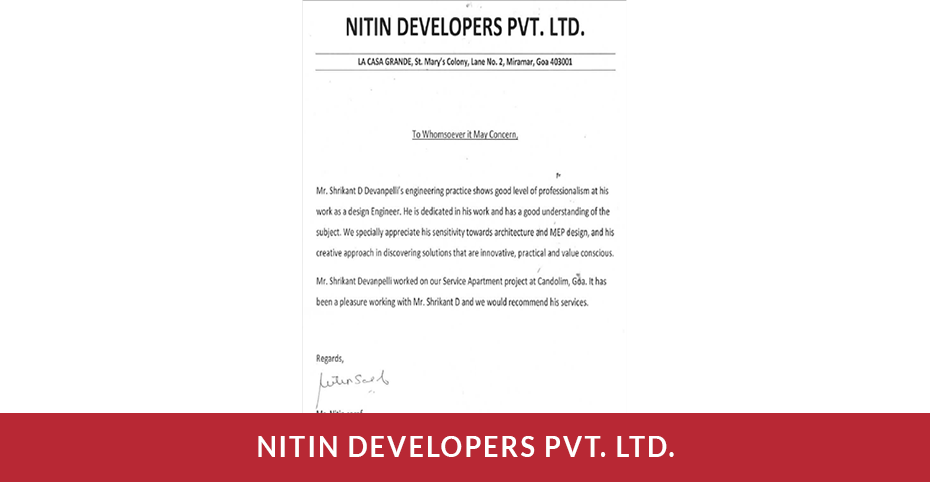 NITIN DEVELOPERS PVT. LTD.
LA CASA GRANDE, St. Mary's Colony, Lane No. 2, Miramar, Goa 403001
To Whomsoever it May Concern,
Mr. Shrikant D Devanpelli's engineering practice shows good level of professionalism at his
work as a design Engineer. He is dedicated in his work and has a good understanding of the
subject. We specially appreciate his sensitivity towards architecture and MEP design, and his
creative approach in discovering solutions that are innovative, practical and value conscious.
Mr. Shrikant Devanpelli worked on our Service Apartment project at Candolim, Goa. It has
been a pleasure working with Mr. Shrikant D and we would recommend his services.
Regards,
NITIN DEVELOPERS PVT. LTD.